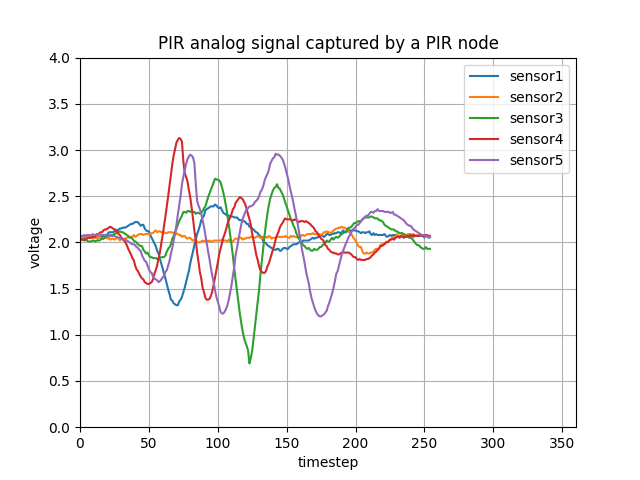 PIR analog signal captured by a PIR node
voltage
4.0
3.5
3.0
2.5
2.0
1.5
1.0
0.5
0.0
sensor1
sensor2
sensor3
sensor4
sensor5
0 50 100 150 200 250 300 350
timestep